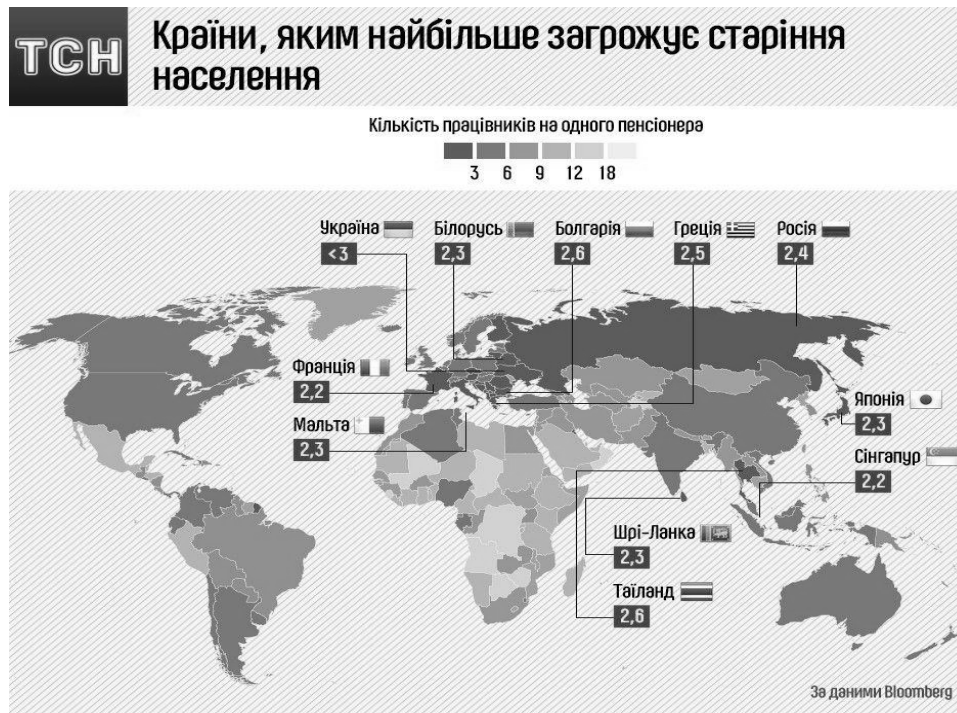 ТСН
Країни, яким найбільше загрожує старіння
населення
Кількість працівників на одного пенсіонера
3 6 9 12 18
Україна Білорусь Болгарія Греція Росія
<3 2,3 2,6 2,5 2,4
Франція
2,2
Мальта
2,3
Японія
2,3
Сінгапур
2,2
Шрі-Ланка
2,3
Таїланд
2,6
За даними Bloomberg